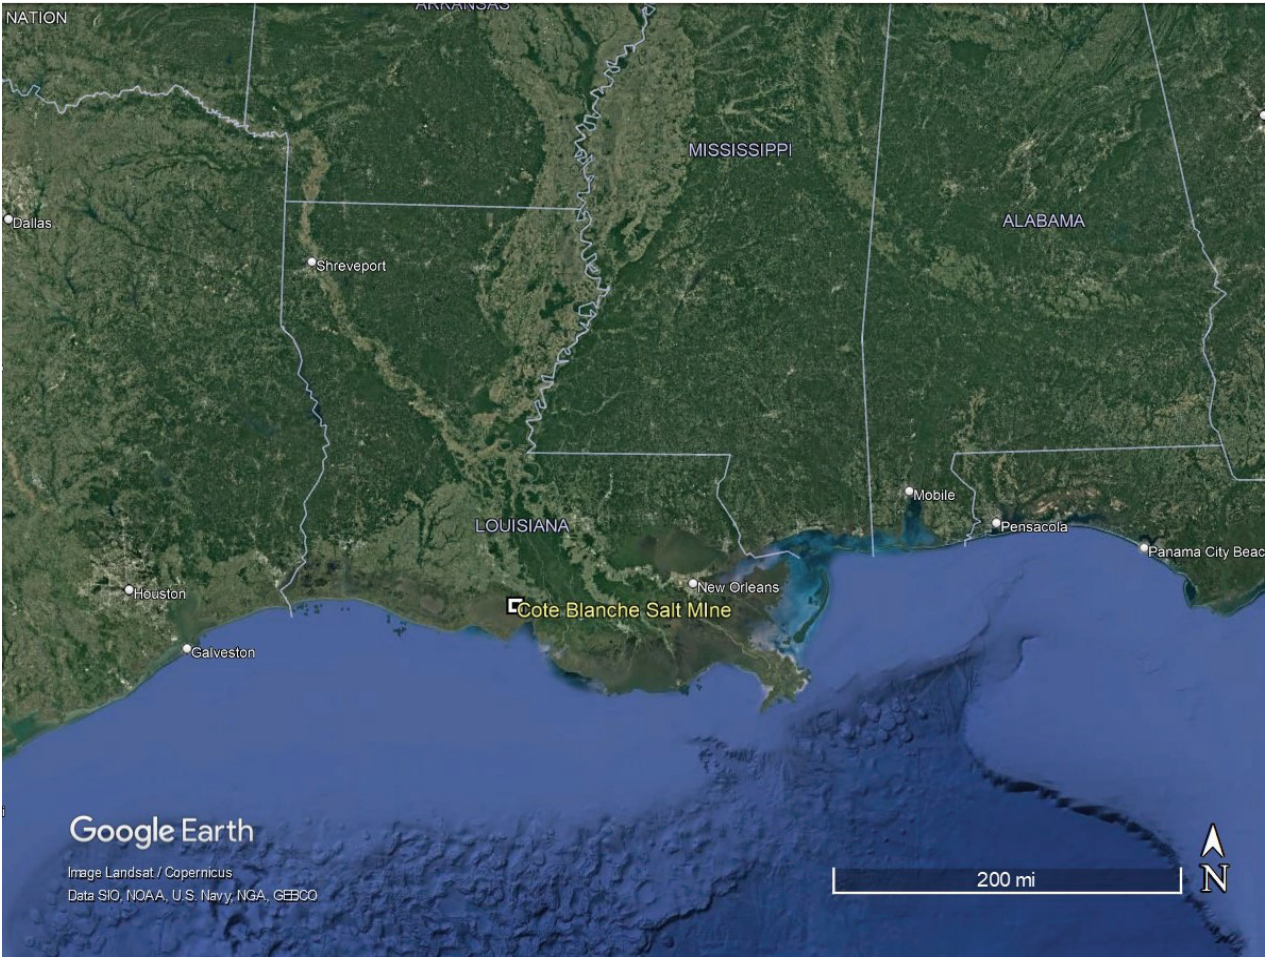 ARKANSAS
NATION
MISSISSIPPI
Dallas
ALABAMA
Shreveport
Mobile
LOUISIANA
Pensacola
Panama City Beac
New Orleans
Houston
Cote Blanche Salt MIne
Galveston
Google Earth
Image Landsat / Copernicus
200 mi
N
Data SIO, NOAA, U.S. Navy, NGA, GEBCO